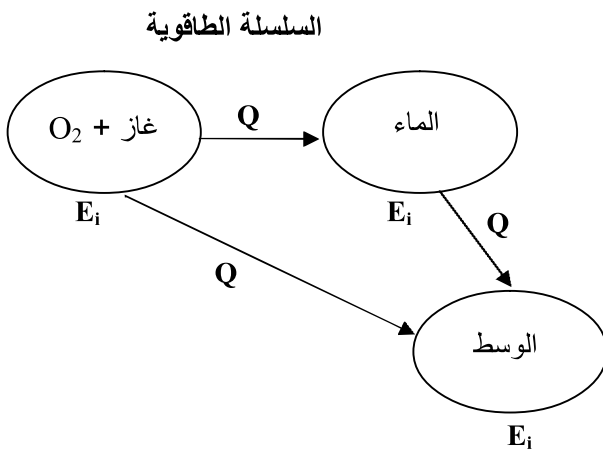 السلسلة الطاقوية
غاز + O₂
Q
الماء
Eᵢ
Eᵢ
Q
Q
الوسط
Eᵢ